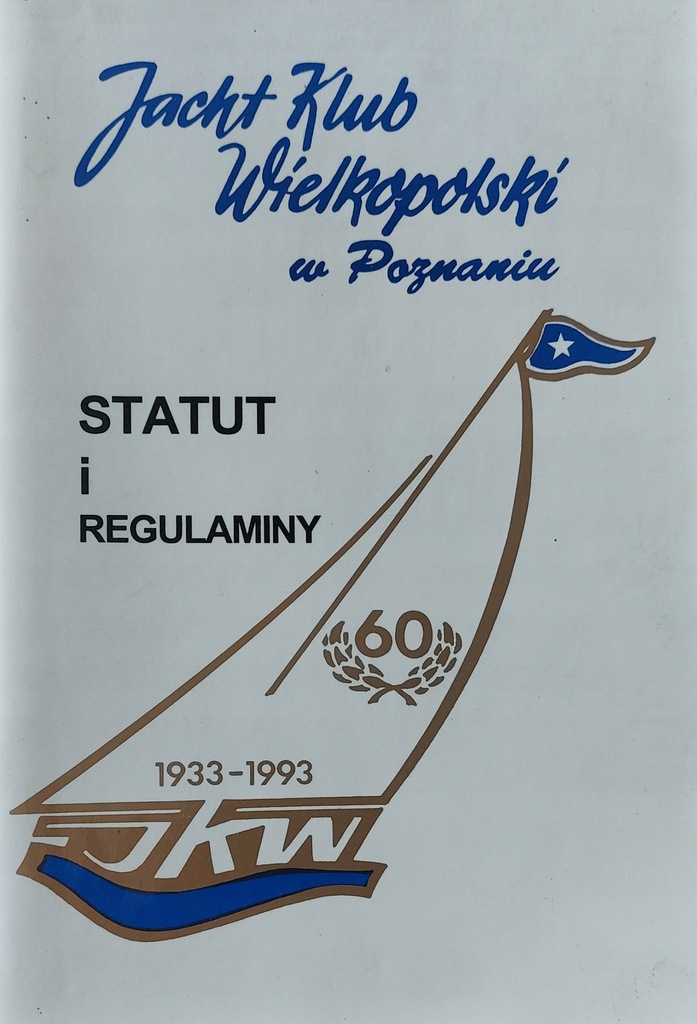 Jacht Klub
Wielkopolski
w Poznaniu
STATUT
i
REGULAMINY
60
1933-1993
JKW